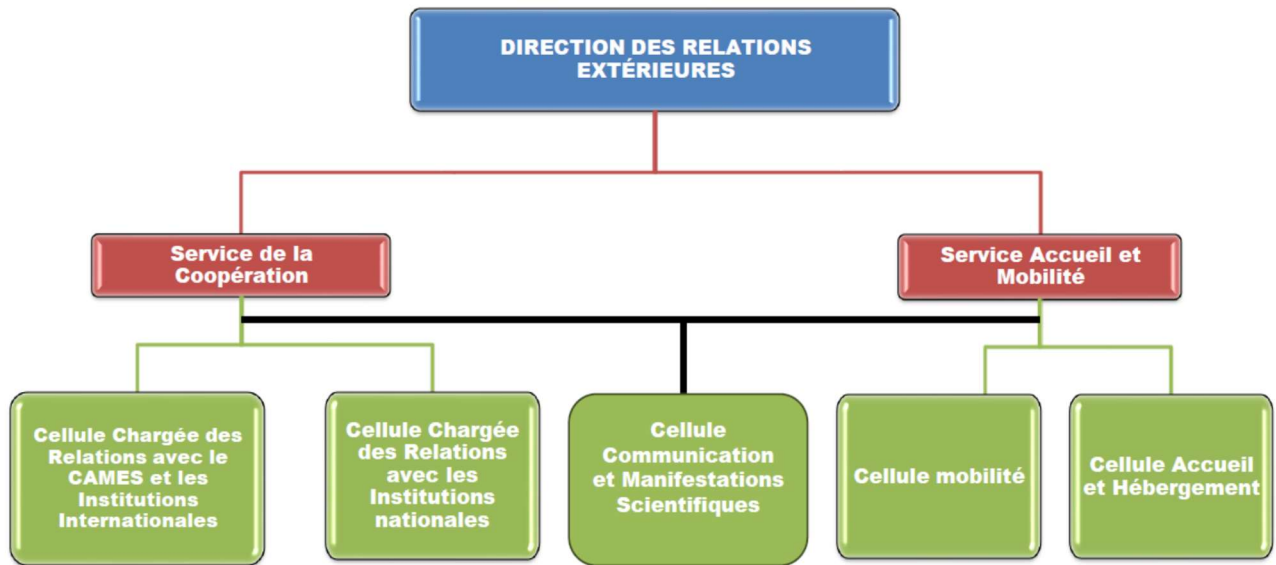 DIRECTION DES RELATIONS
EXTÉRIEURES
Service de la
Coopération
Service Accueil et
Mobilité
Cellule Chargée des
Relations avec le
CAMES et les
Institutions
Internationales
Cellule Chargée
des Relations
avec les
Institutions
nationales
Cellule
Communication
et Manifestations
Scientifiques
Cellule mobilité
Cellule Accueil
et Hébergement